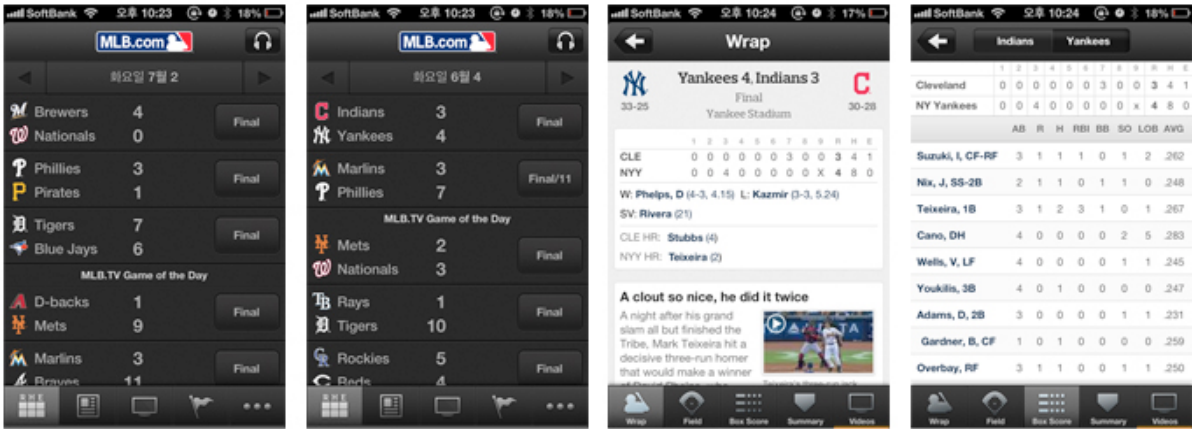 SoftBank 오후 10:23 18%
MLB.com
화요일 7월 2
Brewers 4
Nationals 0
Final
Phillies 3
Pirates 1
Final
Tigers 7
Blue Jays 6
Final
MLB.TV Game of the Day
D-backs 1
Mets 9
Final
Marlins 3
Braves 11
Final
R H E
SoftBank 오후 10:23 18%
MLB.com
화요일 6월 4
Indians 3
Yankees 4
Final
Marlins 3
Phillies 7
Final/11
MLB.TV Game of the Day
Mets 2
Nationals 3
Final
Rays 1
Tigers 10
Final
Rockies 5
Reds 4
Final
R H E
SoftBank 오후 10:24 17%
Wrap
Yankees 4, Indians 3
33-25 Final 30-28
Yankee Stadium
1 2 3 4 5 6 7 8 9 R H E
CLE 0 0 0 0 0 0 3 0 0 3 4 1
NYY 0 0 4 0 0 0 0 0 X 4 8 0
W: Phelps, D (4-3, 4.15) L: Kazmir (3-3, 5.24)
SV: Rivera (21)
CLE HR: Stubbs (4)
NYY HR: Teixeira (2)
A clout so nice, he did it twice
A night after his grand
slam all but finished the
Tribe, Mark Teixeira hit a
decisive three-run homer
that would make a winner
of David Phelps, who
Teixeira's three-run jack
Wrap Field Box Score Summary Videos
SoftBank 오후 10:24 18%
Indians Yankees
1 2 3 4 5 6 7 8 9 R H E
Cleveland 0 0 0 0 0 0 3 0 0 3 4 1
NY Yankees 0 0 4 0 0 0 0 0 x 4 8 0
AB R H RBI BB SO LOB AVG
Suzuki, I, CF-RF 3 1 1 1 0 1 2 .262
Nix, J, SS-2B 2 1 1 0 1 1 0 .248
Teixeira, 1B 3 1 2 3 1 0 1 .267
Cano, DH 4 0 0 0 0 2 5 .283
Wells, V, LF 4 0 0 0 0 1 1 .245
Youkilis, 3B 4 0 1 0 0 0 0 .247
Adams, D, 2B 3 0 0 0 0 1 1 .231
Gardner, B, CF 1 0 1 0 0 0 0 .259
Overbay, RF 3 1 1 0 0 1 1 .250
Wrap Field Box Score Summary Videos